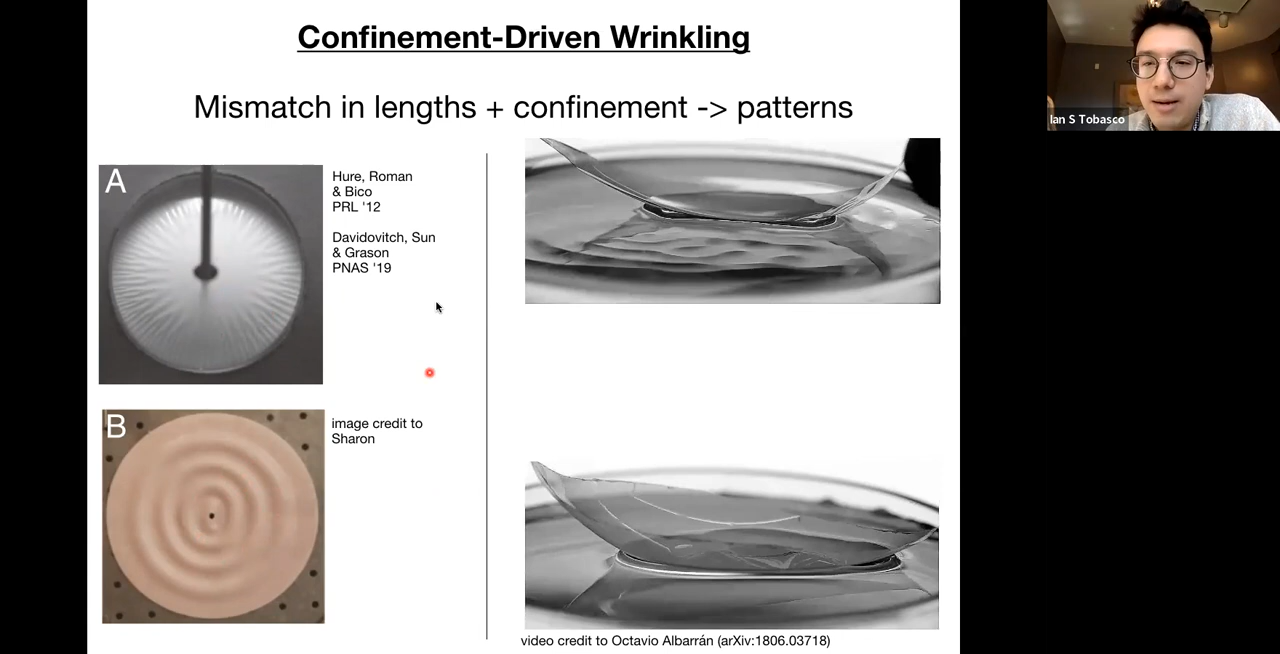 Confinement-Driven Wrinkling
Mismatch in lengths + confinement -> patterns
A
Hure, Roman
& Bico
PRL '12
Davidovitch, Sun
& Grason
PNAS '19
B
image credit to
Sharon
video credit to Octavio Albarrán (arXiv:1806.03718)
Ian S Tobasco